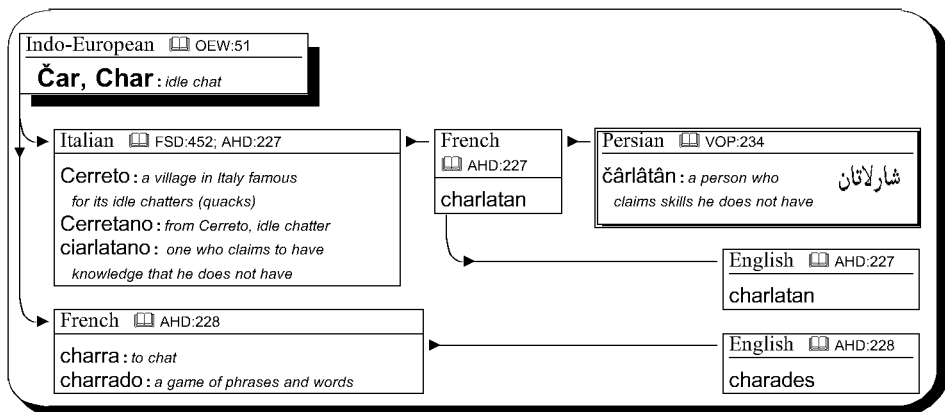 Indo-European OEW:51
Čar, Char : idle chat
Italian FSD:452; AHD:227
Cerreto : a village in Italy famous
for its idle chatters (quacks)
Cerretano : from Cerreto, idle chatter
ciarlatano : one who claims to have
knowledge that he does not have
French
AHD:227
charlatan
Persian VOP:234
čârlâtân : a person who شارلاتان
claims skills he does not have
English AHD:227
charlatan
French AHD:228
charra : to chat
charrado : a game of phrases and words
English AHD:228
charades